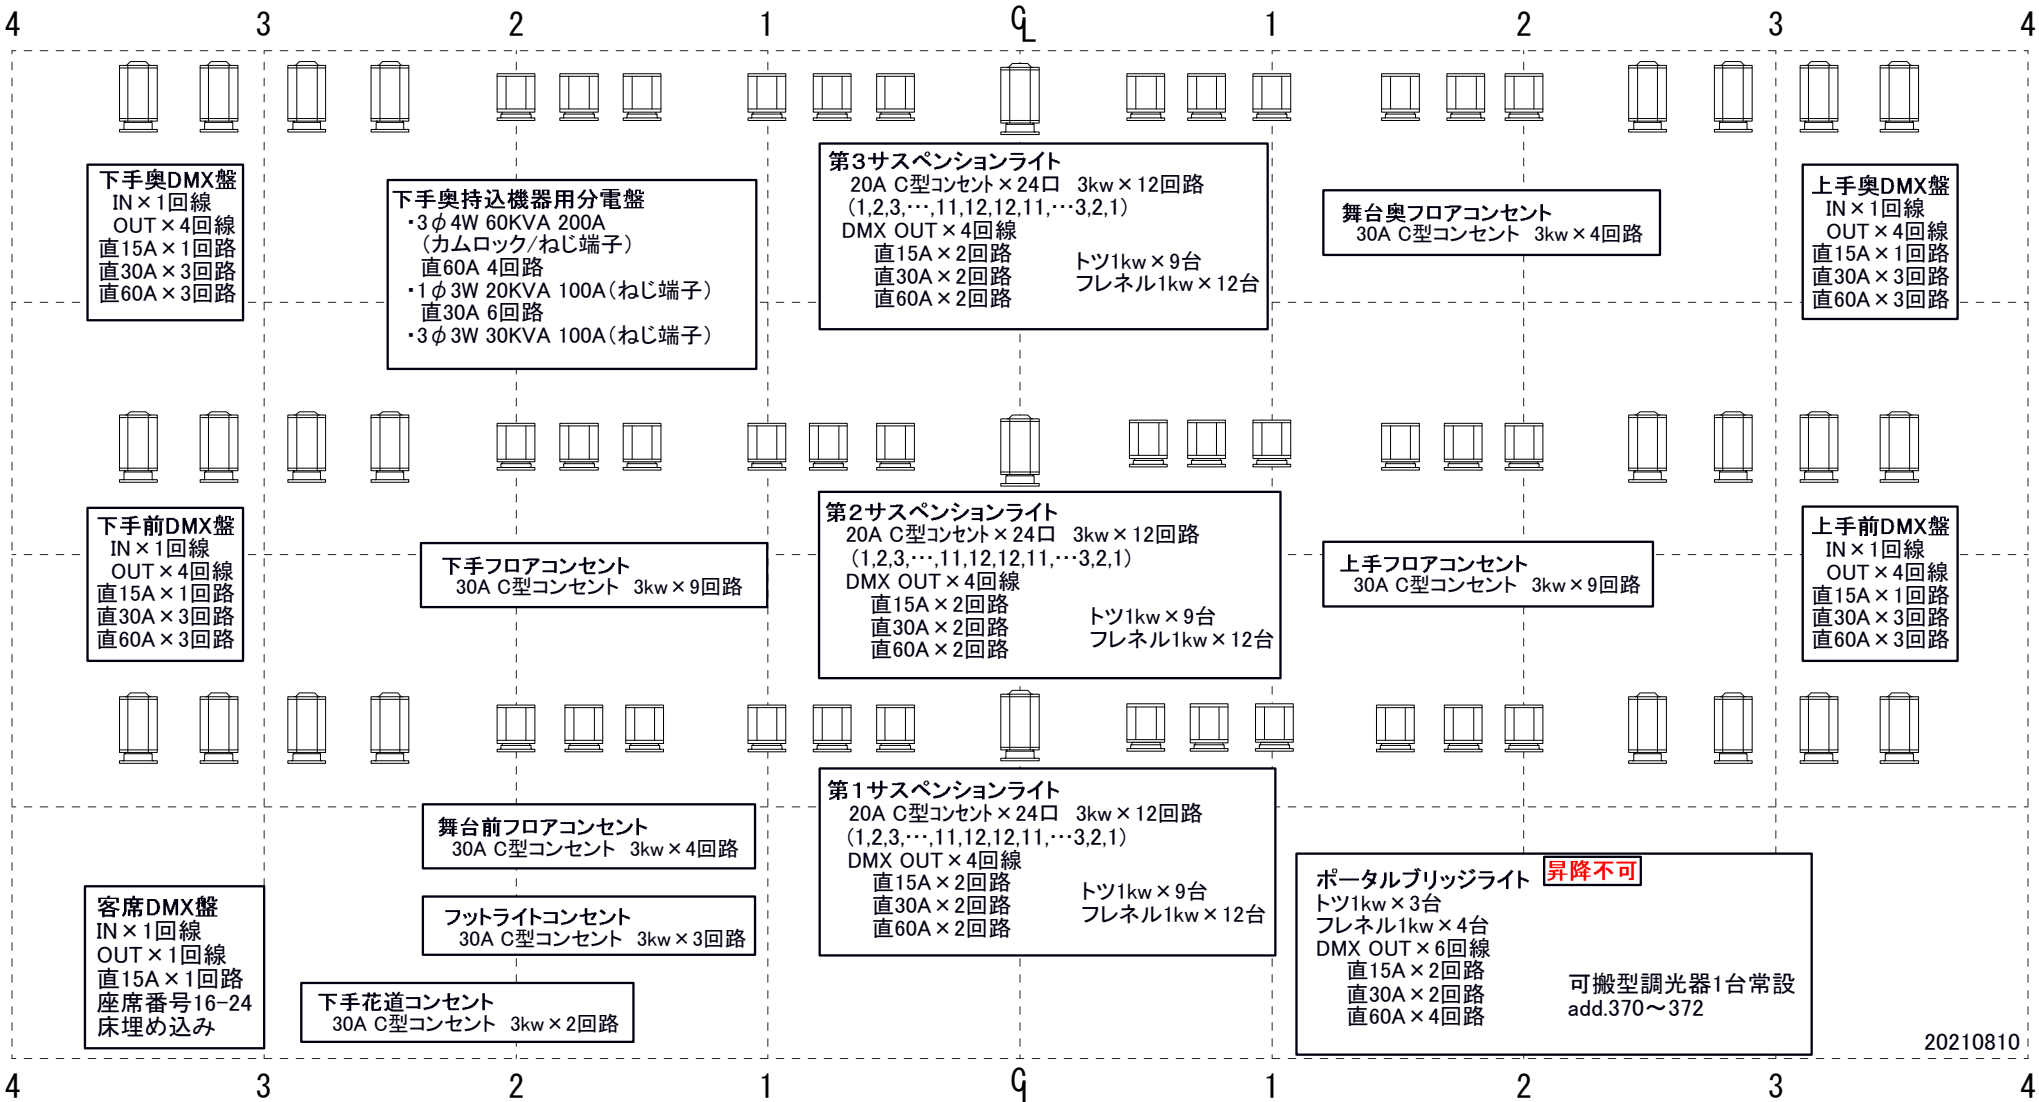 4 3 2 1 CL 1 2 3 4
下手奥DMX盤
IN×1回線
OUT×4回線
直15A×1回路
直30A×3回路
直60A×3回路
下手奥持込機器用分電盤
・3φ4W 60KVA 200A
（カムロック/ねじ端子）
直60A 4回路
・1φ3W 20KVA 100A（ねじ端子）
直30A 6回路
・3φ3W 30KVA 100A（ねじ端子）
第3サスペンションライト
20A C型コンセント×24口 3kw×12回路
(1,2,3,…,11,12,12,11,…3,2,1)
DMX OUT×4回線
直15A×2回路
直30A×2回路
直60A×2回路
トツ1kw×9台
フレネル1kw×12台
舞台奥フロアコンセント
30A C型コンセント 3kw×4回路
上手奥DMX盤
IN×1回線
OUT×4回線
直15A×1回路
直30A×3回路
直60A×3回路
下手前DMX盤
IN×1回線
OUT×4回線
直15A×1回路
直30A×3回路
直60A×3回路
下手フロアコンセント
30A C型コンセント 3kw×9回路
第2サスペンションライト
20A C型コンセント×24口 3kw×12回路
(1,2,3,…,11,12,12,11,…3,2,1)
DMX OUT×4回線
直15A×2回路
直30A×2回路
直60A×2回路
トツ1kw×9台
フレネル1kw×12台
上手フロアコンセント
30A C型コンセント 3kw×9回路
上手前DMX盤
IN×1回線
OUT×4回線
直15A×1回路
直30A×3回路
直60A×3回路
舞台前フロアコンセント
30A C型コンセント 3kw×4回路
第1サスペンションライト
20A C型コンセント×24口 3kw×12回路
(1,2,3,…,11,12,12,11,…3,2,1)
DMX OUT×4回線
直15A×2回路
直30A×2回路
直60A×2回路
トツ1kw×9台
フレネル1kw×12台
客席DMX盤
IN×1回線
OUT×1回線
直15A×1回路
座席番号16-24
床埋め込み
フットライトコンセント
30A C型コンセント 3kw×3回路
下手花道コンセント
30A C型コンセント 3kw×2回路
ポータルブリッジライト 昇降不可
トツ1kw×3台
フレネル1kw×4台
DMX OUT×6回線
直15A×2回路
直30A×2回路
直60A×4回路
可搬型調光器1台常設
add.370～372
20210810
4 3 2 1 CL 1 2 3 4